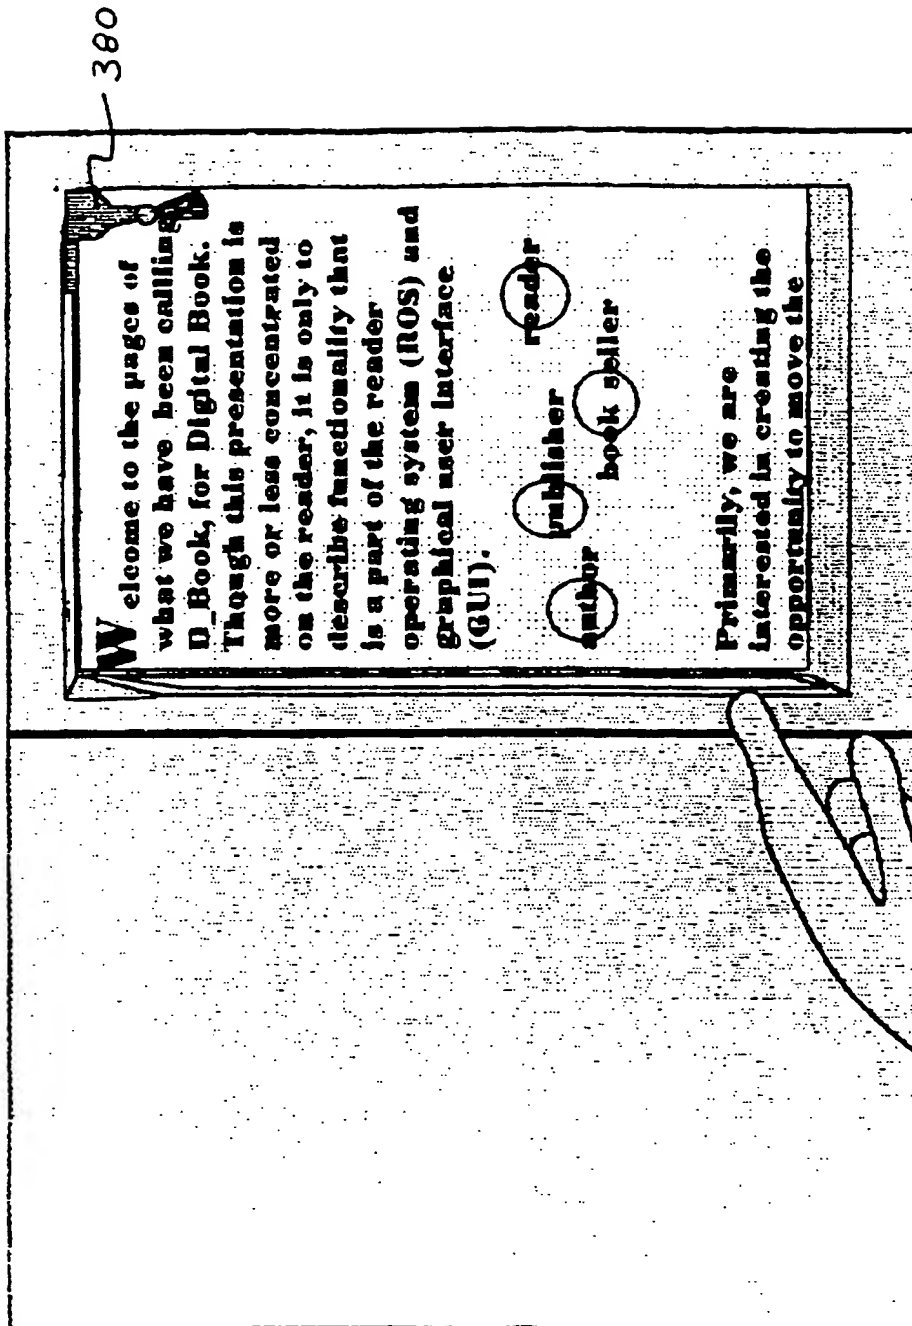 380
Welcome to the pages of
what we have been callling
D_Book, for Digital Book.
Though this presentation is
more or less concentrated
on the reader, it is only to
describe functionality that
is a part of the reader
operating system (ROS) and
graphical user interface
(GUI).
author publisher reader
book seller
Primarily, we are
interested in creating the
opportunity to move the